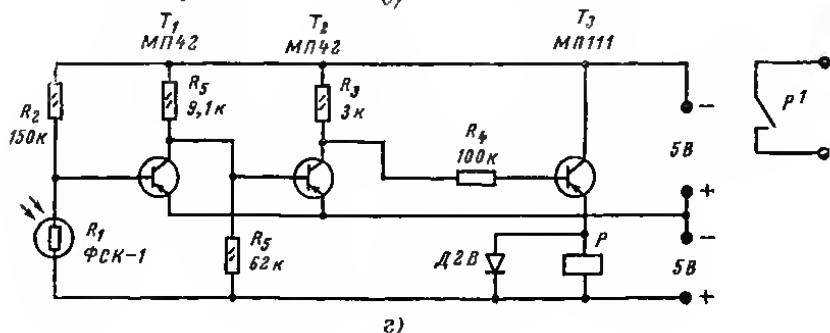 T₁
МП42
T₂
МП42
T₃
МП111
R₂
150к
R₅
9,1к
R₃
3к
R₄
100к
R₁
ФСК-1
R₅
62к
Д2В
Р
−
5В
+
−
5В
+
Р¹
г)